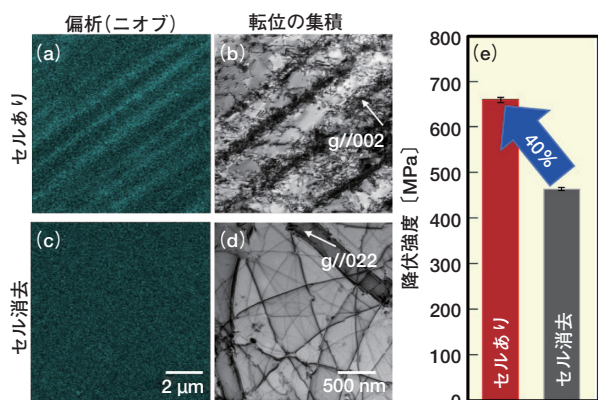 偏析(ニオブ)
転位の集積
セルあり
セル消去
(a)
(b)
g//002
(c)
2 μm
(d)
g//022
500 nm
(e)
降伏強度〔MPa〕
800
700
600
500
400
300
200
100
0
40%
セルあり
セル消去